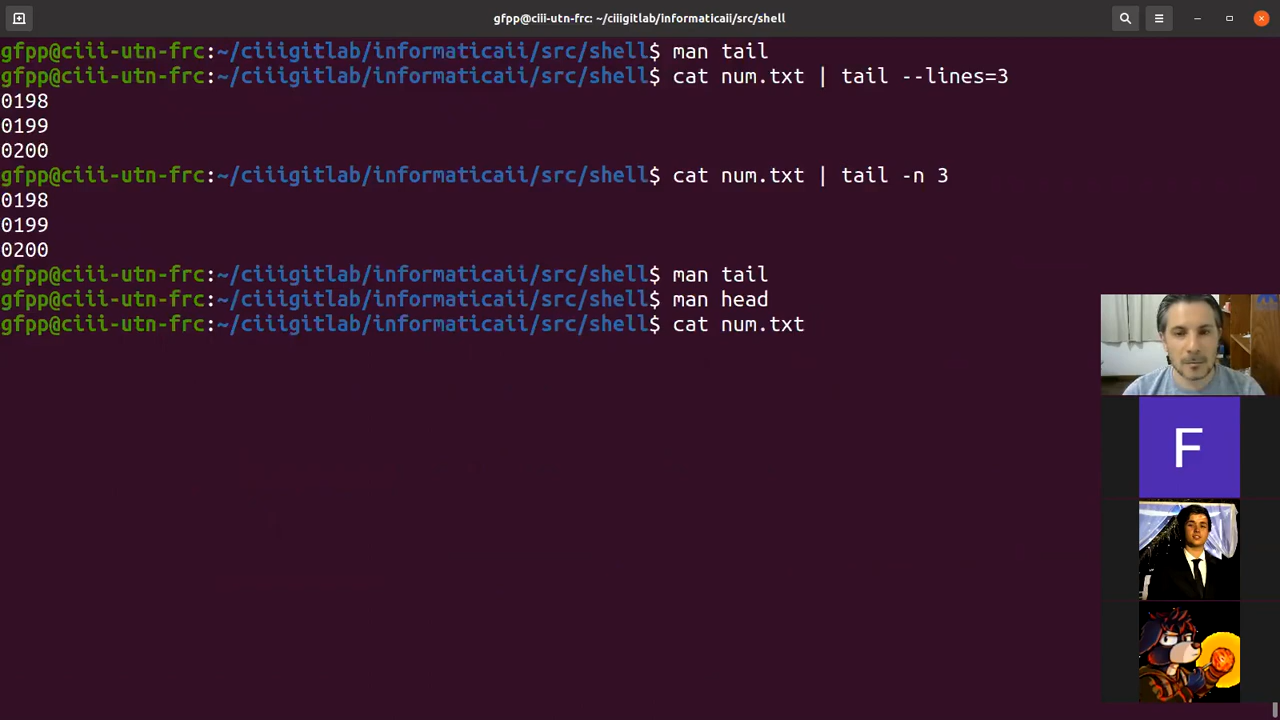 gfpp@ciii-utn-frc: ~/ciiigitlab/informaticaii/src/shell
gfpp@ciii-utn-frc:~/ciiigitlab/informaticaii/src/shell$ man tail
gfpp@ciii-utn-frc:~/ciiigitlab/informaticaii/src/shell$ cat num.txt | tail --lines=3
0198
0199
0200
gfpp@ciii-utn-frc:~/ciiigitlab/informaticaii/src/shell$ cat num.txt | tail -n 3
0198
0199
0200
gfpp@ciii-utn-frc:~/ciiigitlab/informaticaii/src/shell$ man tail
gfpp@ciii-utn-frc:~/ciiigitlab/informaticaii/src/shell$ man head
gfpp@ciii-utn-frc:~/ciiigitlab/informaticaii/src/shell$ cat num.txt
F